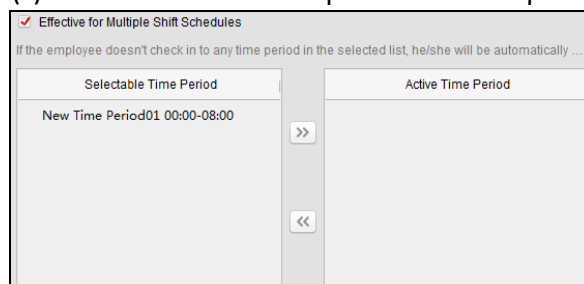 Effective for Multiple Shift Schedules
If the employee doesn't check in to any time period in the selected list, he/she will be automatically ...
Selectable Time Period
Active Time Period
New Time Period01 00:00-08:00
>>
<<